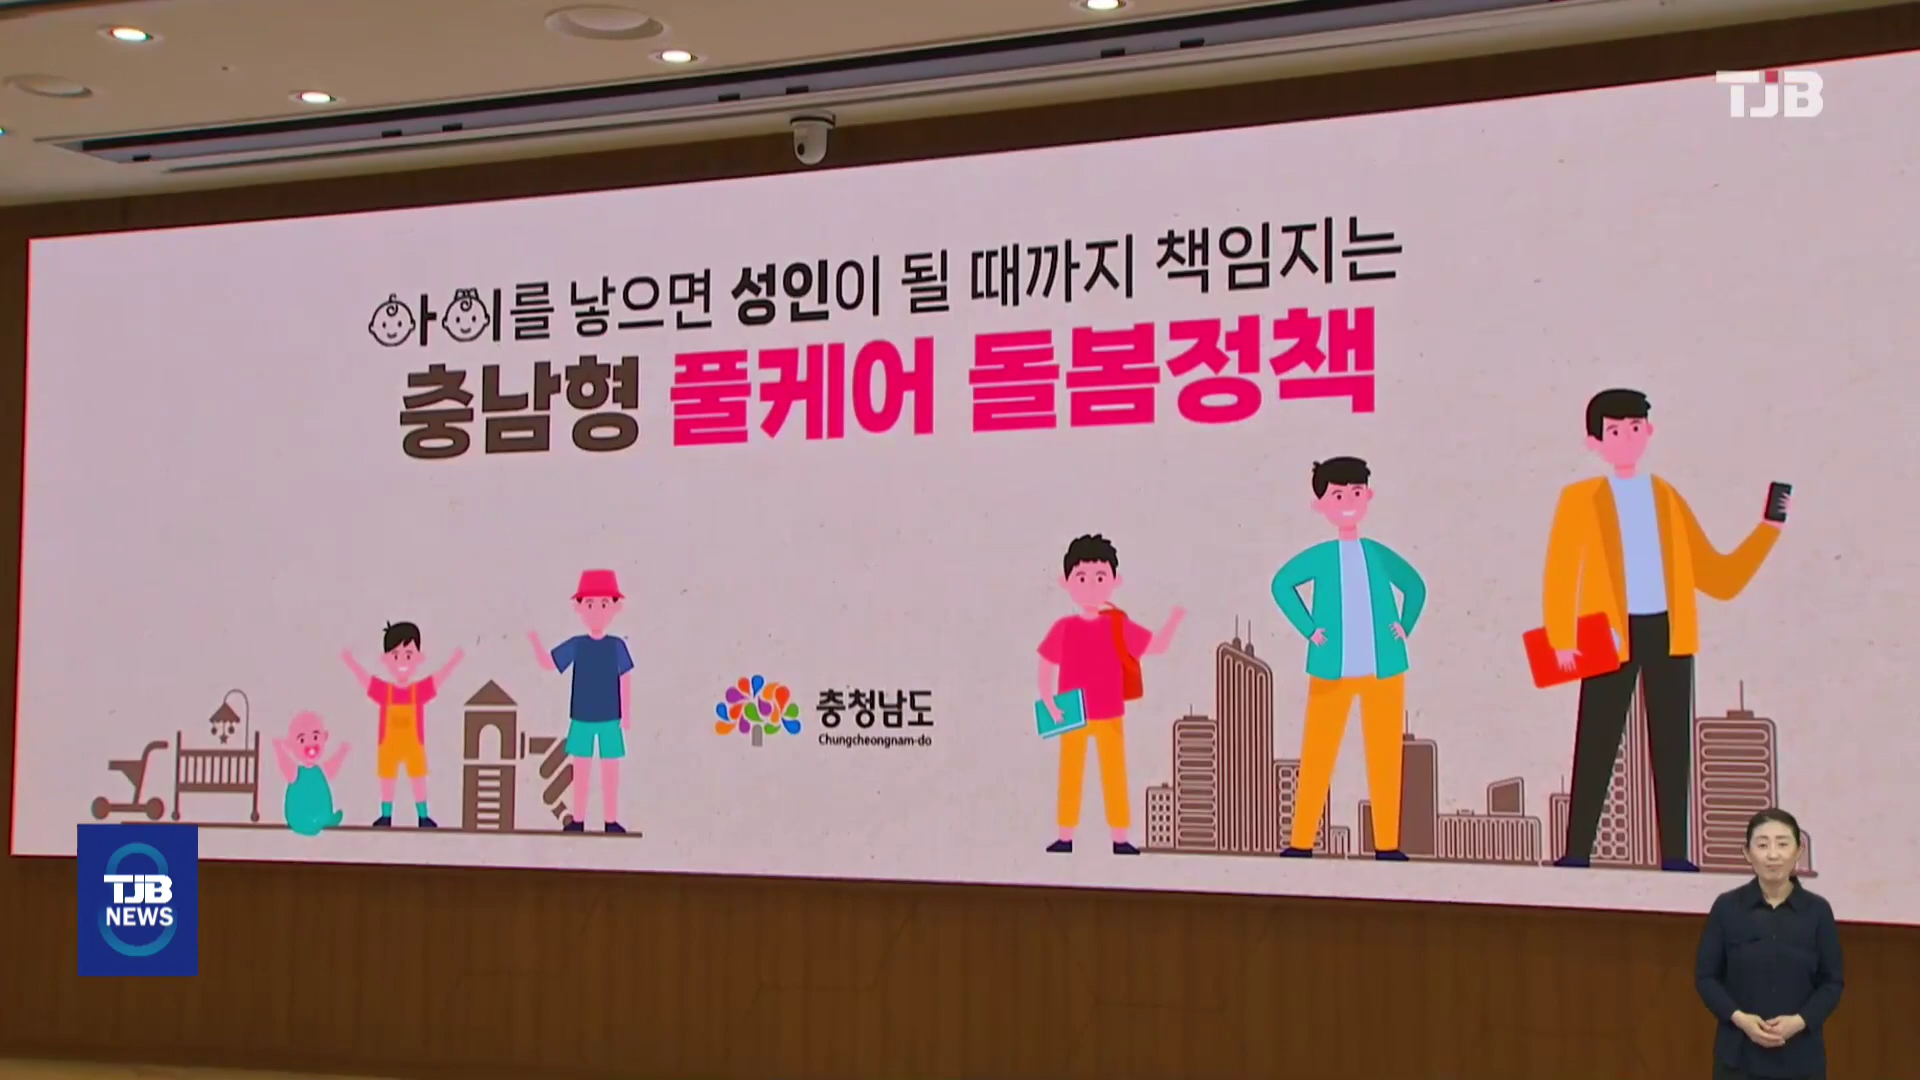 TJB
아이를 낳으면 성인이 될 때까지 책임지는
충남형 풀케어 돌봄정책
충청남도
Chungcheongnam-do
TJB
NEWS